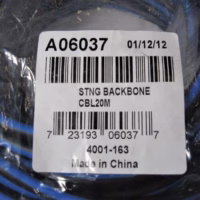 A06037 01/12/12
STNG BACKBONE
CBL20M
7 23193 06037 7
4001-163
Made in China